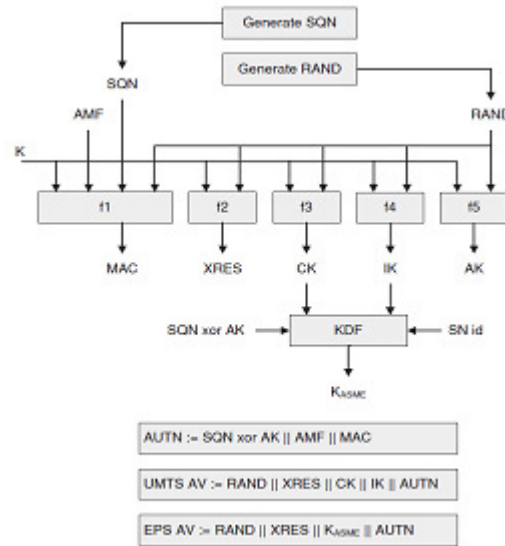 Generate SQN
Generate RAND
SQN
AMF
RAND
K
f1 f2 f3 f4 f5
MAC XRES CK IK AK
SQN xor AK KDF SN id
KASME
AUTN := SQN xor AK || AMF || MAC
UMTS AV := RAND || XRES || CK || IK || AUTN
EPS AV := RAND || XRES || KASME || AUTN